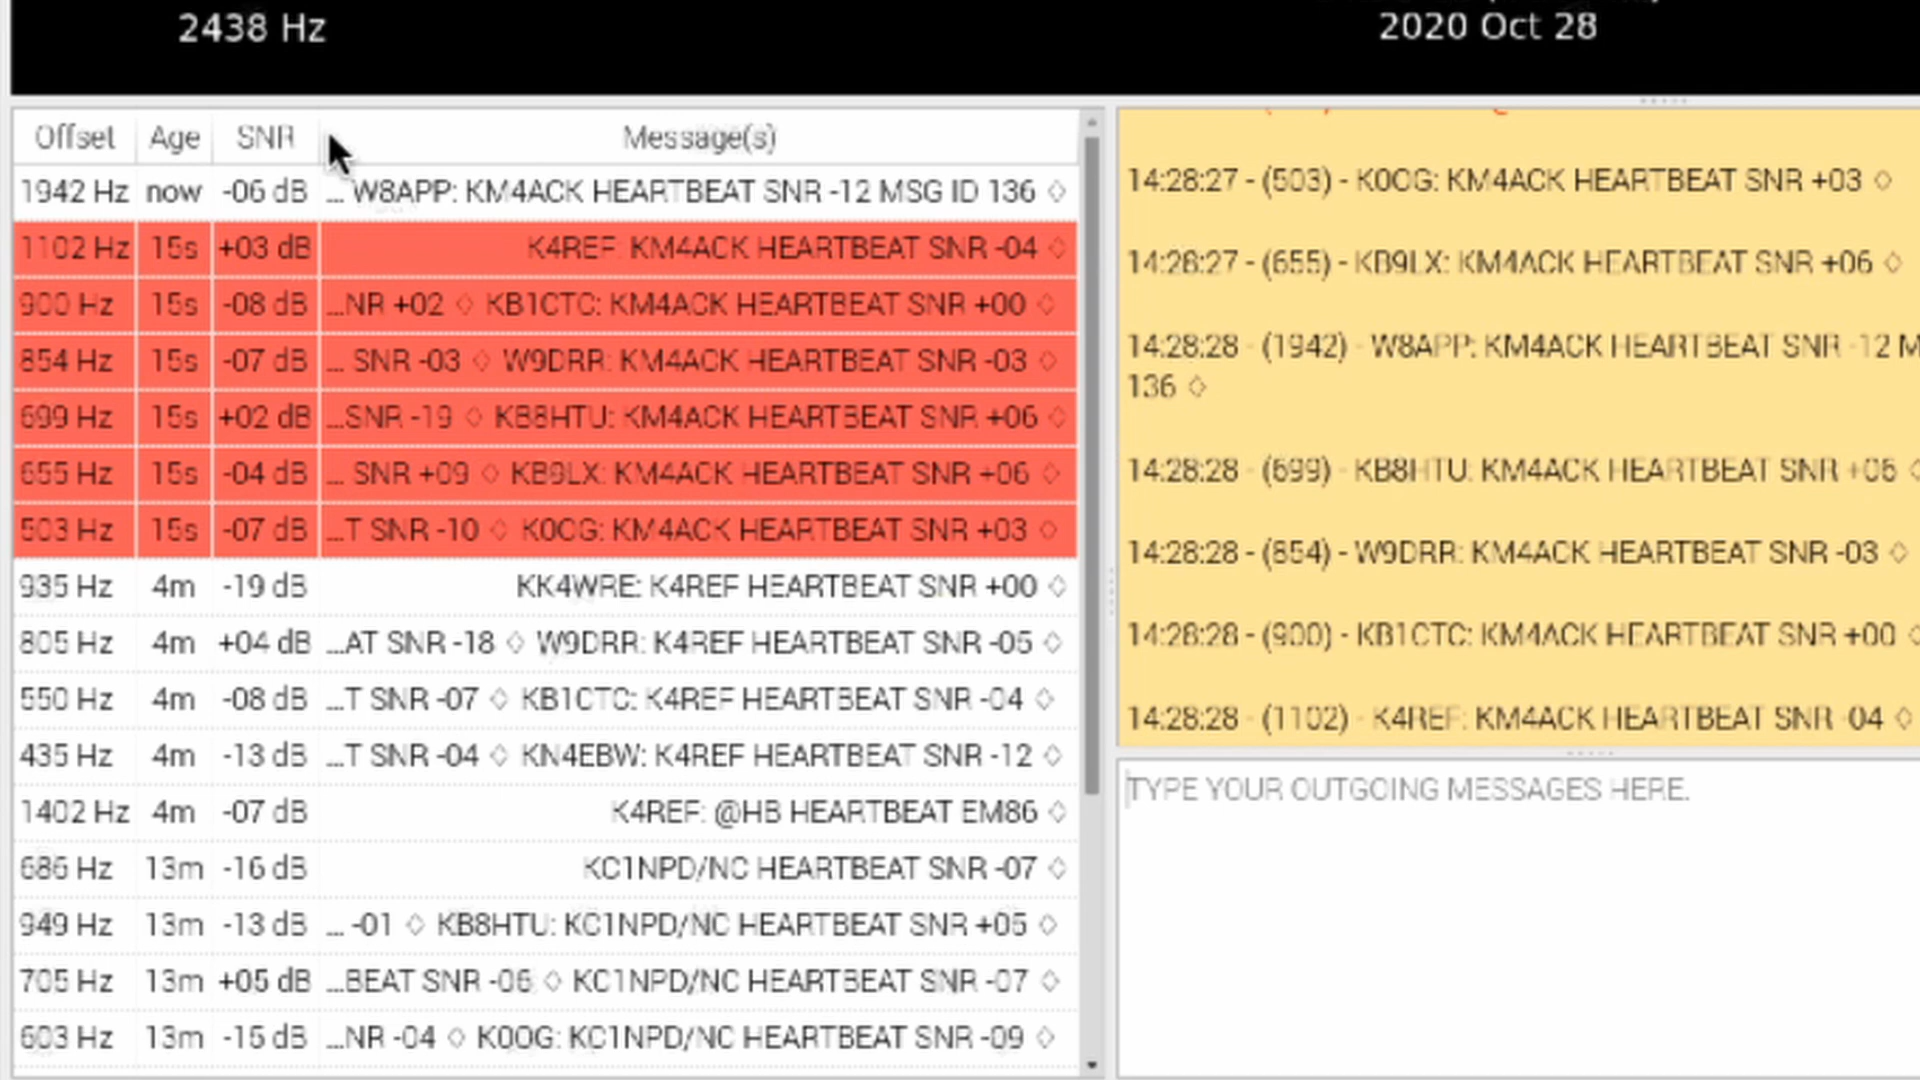 2438 Hz
2020 Oct 28
Offset Age SNR Message(s)
1942 Hz now -06 dB ... W8APP: KM4ACK HEARTBEAT SNR -12 MSG ID 136 ♢
1102 Hz 15s +03 dB K4REF: KM4ACK HEARTBEAT SNR -04 ♢
900 Hz 15s -08 dB ...NR +02 ♢ KB1CTC: KM4ACK HEARTBEAT SNR +00 ♢
854 Hz 15s -07 dB ... SNR -03 ♢ W9DRR: KM4ACK HEARTBEAT SNR -03 ♢
699 Hz 15s +02 dB ...SNR -19 ♢ KB8HTU: KM4ACK HEARTBEAT SNR +06 ♢
655 Hz 15s -04 dB ... SNR +09 ♢ KB9LX: KM4ACK HEARTBEAT SNR +06 ♢
503 Hz 15s -07 dB ...T SNR -10 ♢ K0OG: KM4ACK HEARTBEAT SNR +03 ♢
935 Hz 4m -19 dB KK4WRE: K4REF HEARTBEAT SNR +00 ♢
805 Hz 4m +04 dB ...AT SNR -18 ♢ W9DRR: K4REF HEARTBEAT SNR -05 ♢
550 Hz 4m -08 dB ...T SNR -07 ♢ KB1CTC: K4REF HEARTBEAT SNR -04 ♢
435 Hz 4m -13 dB ...T SNR -04 ♢ KN4EBW: K4REF HEARTBEAT SNR -12 ♢
1402 Hz 4m -07 dB K4REF: @HB HEARTBEAT EM86 ♢
686 Hz 13m -16 dB KC1NPD/NC HEARTBEAT SNR -07 ♢
949 Hz 13m -13 dB ... -01 ♢ KB8HTU: KC1NPD/NC HEARTBEAT SNR +05 ♢
705 Hz 13m +05 dB ...BEAT SNR -06 ♢ KC1NPD/NC HEARTBEAT SNR -07 ♢
603 Hz 13m -15 dB ...NR -04 ♢ K0OG: KC1NPD/NC HEARTBEAT SNR -09 ♢
14:28:27 - (503) - K0OG: KM4ACK HEARTBEAT SNR +03 ♢
14:28:27 - (655) - KB9LX: KM4ACK HEARTBEAT SNR +06 ♢
14:28:28 - (1942) - W8APP: KM4ACK HEARTBEAT SNR -12 M
136 ♢
14:28:28 - (699) - KB8HTU: KM4ACK HEARTBEAT SNR +06 ♢
14:28:28 - (854) - W9DRR: KM4ACK HEARTBEAT SNR -03 ♢
14:28:28 - (900) - KB1CTC: KM4ACK HEARTBEAT SNR +00 ♢
14:28:28 - (1102) - K4REF: KM4ACK HEARTBEAT SNR -04 ♢
TYPE YOUR OUTGOING MESSAGES HERE.